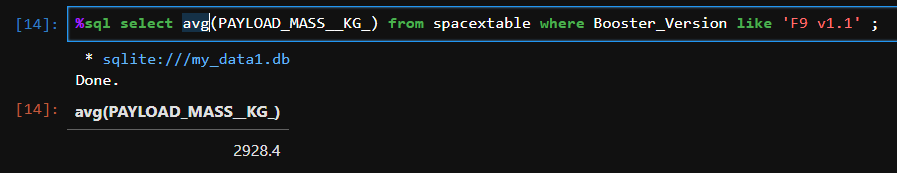 [14]: %sql select avg(PAYLOAD_MASS__KG_) from spacextable where Booster_Version like 'F9 v1.1' ;
* sqlite:///my_data1.db
Done.
[14]: avg(PAYLOAD_MASS__KG_)
2928.4